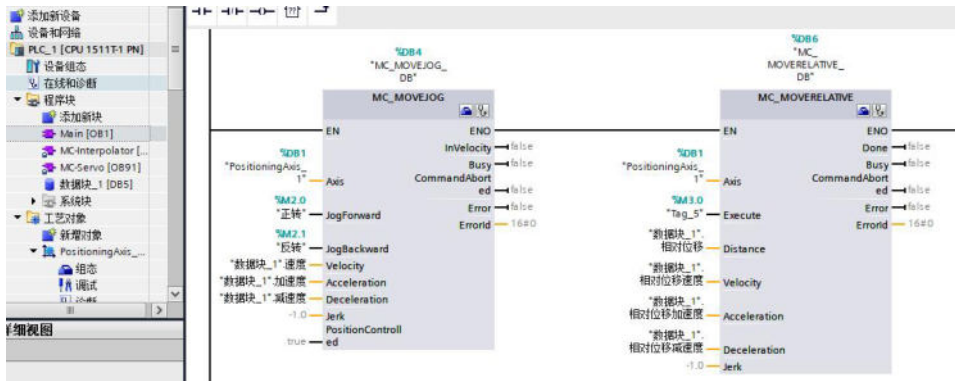 添加新设备
设备和网络
PLC_1 [CPU 1511T-1 PN]
设备组态
在线和诊断
程序块
添加新块
Main [OB1]
MC-Interpolator [...
MC-Servo [OB91]
数据块_1 [DB5]
系统块
工艺对象
新增对象
PositioningAxis_...
组态
调试
诊断
详细视图
??
%DB4
"MC_MOVEJOG_
DB"
MC_MOVEJOG
EN
ENO
InVelocity
false
Busy
false
CommandAbort
ed
false
Error
false
ErrorId
16#0
%DB1
"PositioningAxis_
1"
Axis
%M2.0
"正转"
JogForward
%M2.1
"反转"
JogBackward
"数据块_1".速度
Velocity
"数据块_1".加速度
Acceleration
"数据块_1".减速度
Deceleration
-1.0
Jerk
PositionControll
true
ed
%DB6
"MC_
MOVERELATIVE_
DB"
MC_MOVERELATIVE
EN
ENO
Done
false
Busy
false
CommandAbort
ed
false
Error
false
ErrorId
16#0
%DB1
"PositioningAxis_
1"
Axis
%M3.0
"Tag_5"
Execute
"数据块_1".
相对位移
Distance
"数据块_1".
相对位移速度
Velocity
"数据块_1".
相对位移加速度
Acceleration
"数据块_1".
相对位移减速度
Deceleration
-1.0
Jerk